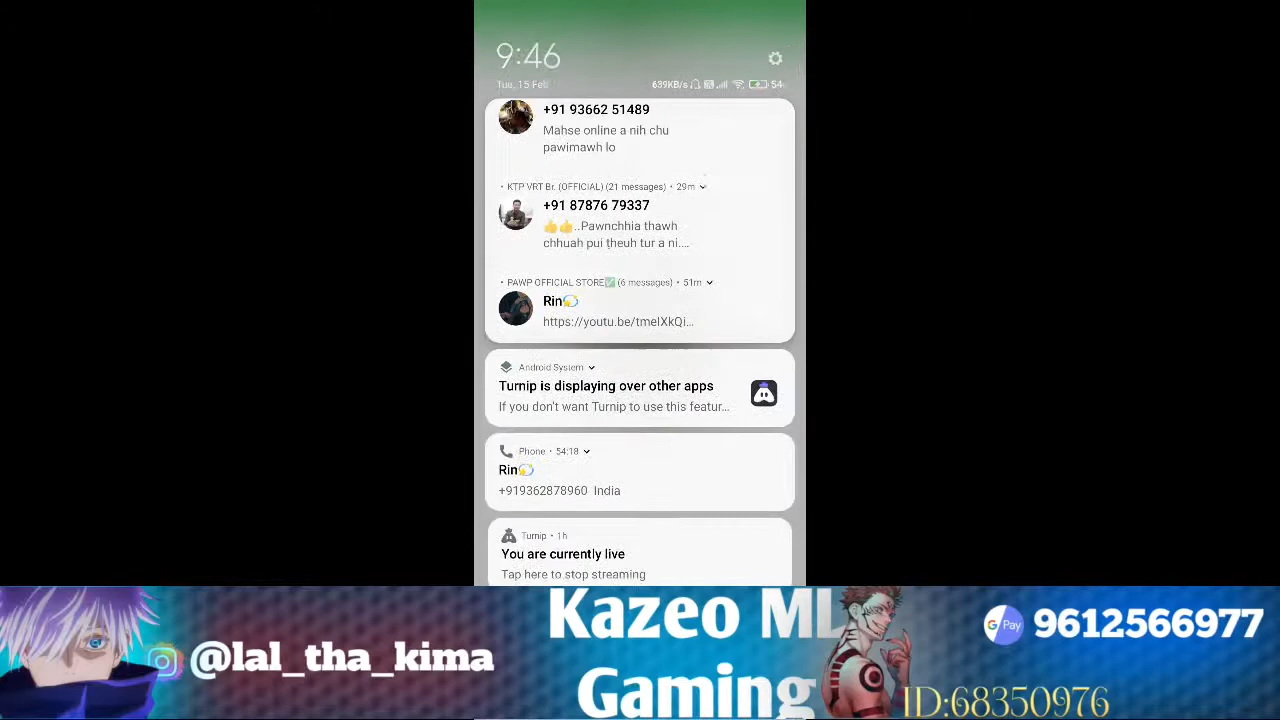 9:46
Tue, 15 Feb
639KB/s
54
+91 93662 51489
Mahse online a nih chu
pawimawh lo
• KTP VRT Br. (OFFICIAL) (21 messages) • 29m
+91 87876 79337
👍👍..Pawnchhia thawh
chhuah pui ṭheuh tur a ni....
• PAWP OFFICIAL STORE✅ (6 messages) • 51m
Rin💫
https://youtu.be/tmelXkQi...
Android System
Turnip is displaying over other apps
If you don't want Turnip to use this featur...
Phone • 54:18
Rin💫
+919362878960 India
Turnip • 1h
You are currently live
Tap here to stop streaming
@lal_tha_kima
Kazeo ML
Gaming
G Pay 9612566977
ID:68350976